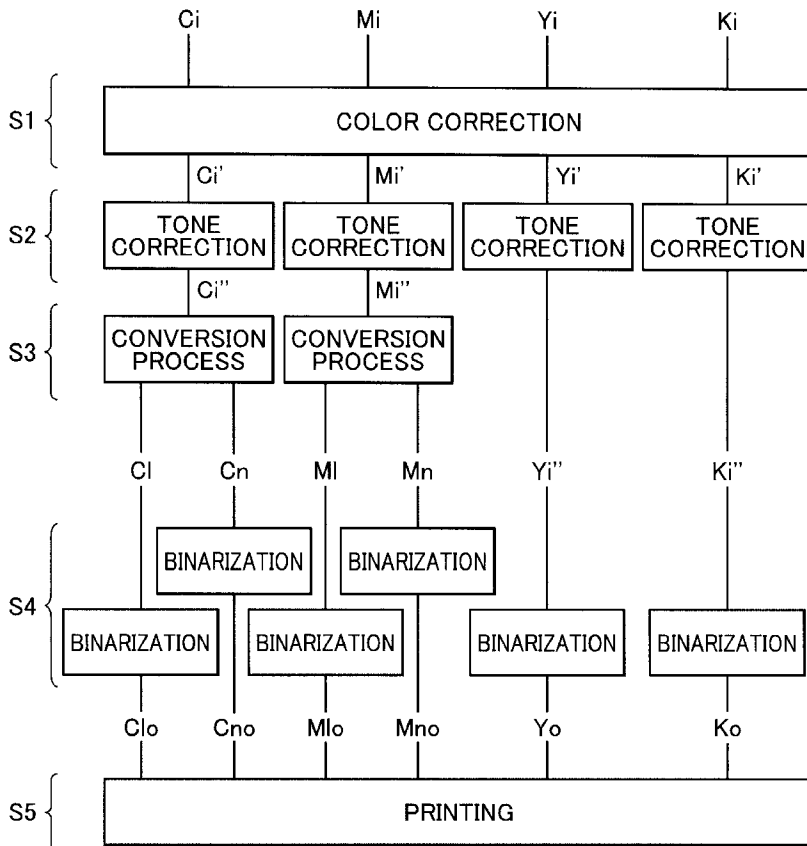 Ci Mi Yi Ki
S1 COLOR CORRECTION
Ci' Mi' Yi' Ki'
S2 TONE CORRECTION TONE CORRECTION TONE CORRECTION TONE CORRECTION
Ci'' Mi''
S3 CONVERSION PROCESS CONVERSION PROCESS
Cl Cn Ml Mn Yi'' Ki''
BINARIZATION BINARIZATION
S4
BINARIZATION BINARIZATION BINARIZATION BINARIZATION
Clo Cno Mlo Mno Yo Ko
S5 PRINTING